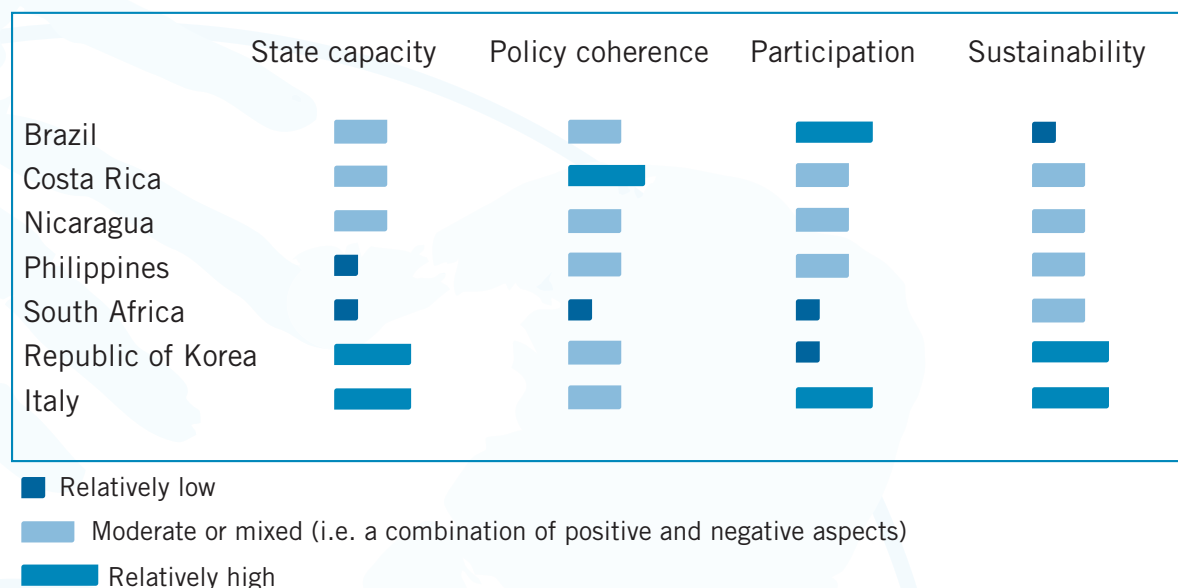 State capacity Policy coherence Participation Sustainability
Brazil
Costa Rica
Nicaragua
Philippines
South Africa
Republic of Korea
Italy
Relatively low
Moderate or mixed (i.e. a combination of positive and negative aspects)
Relatively high